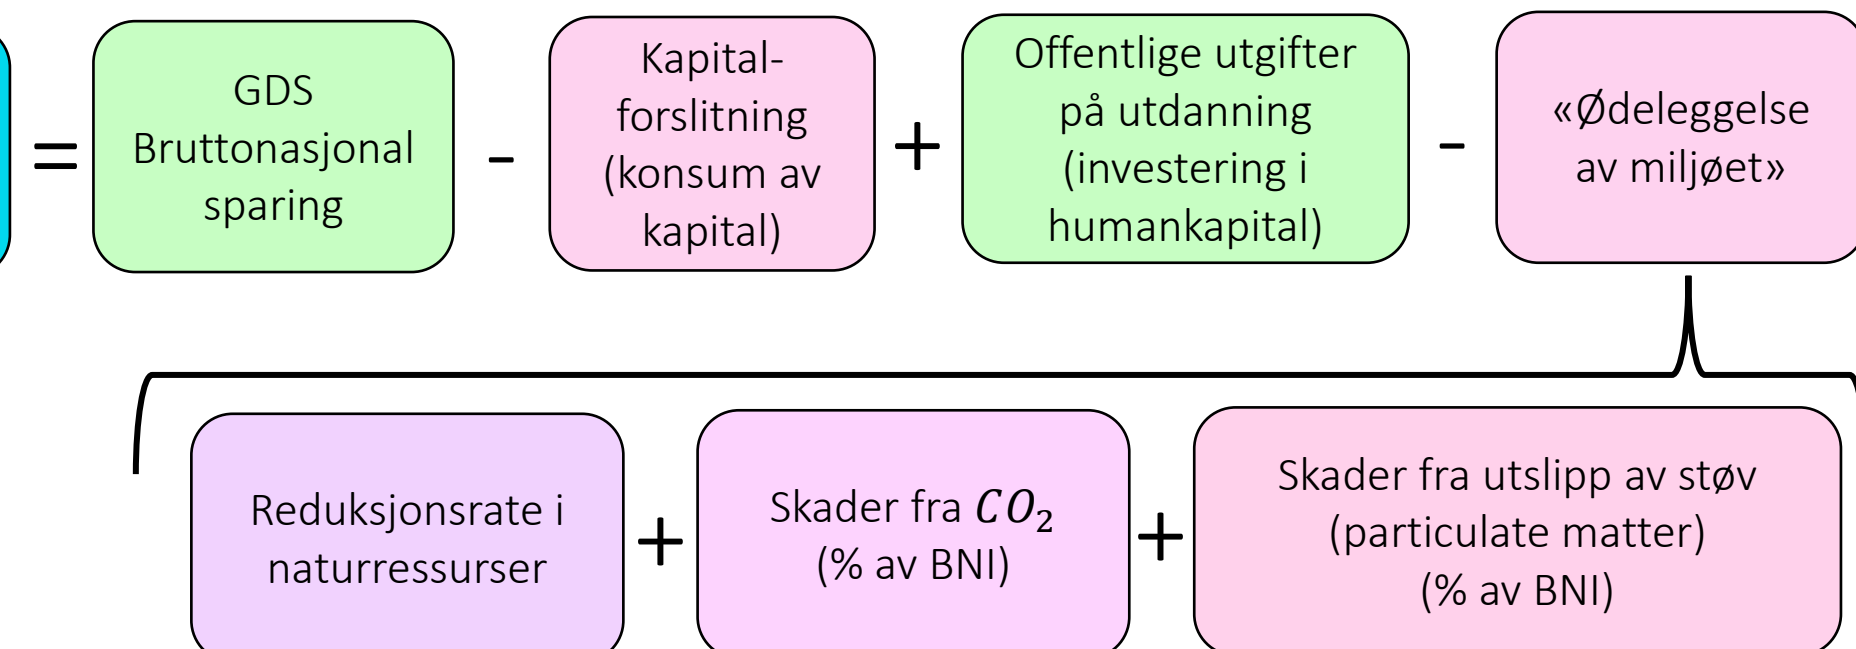 =
GDS
Bruttonasjonal
sparing
-
Kapital-
forslitning
(konsum av
kapital)
+
Offentlige utgifter
på utdanning
(investering i
humankapital)
-
«Ødeleggelse
av miljøet»
Reduksjonsrate i
naturressurser
+
Skader fra CO₂
(% av BNI)
+
Skader fra utslipp av støv
(particulate matter)
(% av BNI)